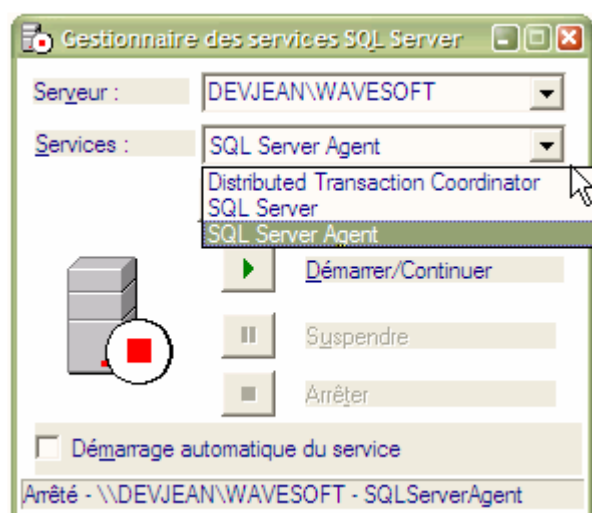 Gestionnaire des services SQL Server
Serveur : DEVJEAN\WAVESOFT
Services : SQL Server Agent
Distributed Transaction Coordinator
SQL Server
SQL Server Agent
Démarrer/Continuer
Suspendre
Arrêter
Démarrage automatique du service
Arrêté - \\DEVJEAN\WAVESOFT - SQLServerAgent